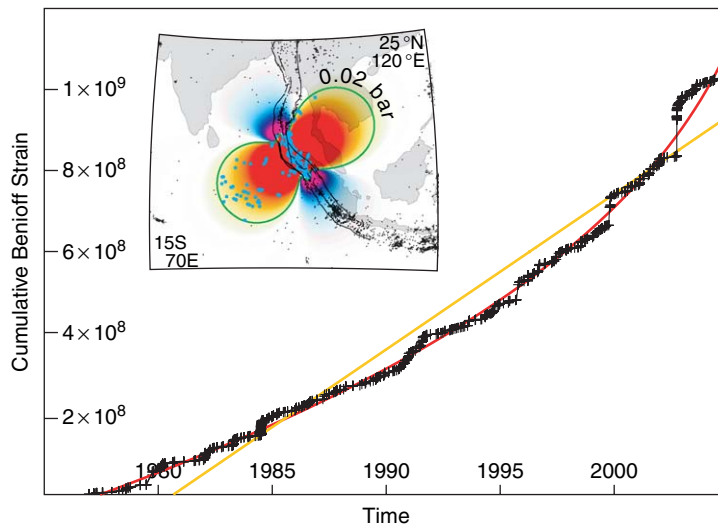 25 °N
120 °E
0.02 bar
15S
70E
1 × 10⁹
8 × 10⁸
6 × 10⁸
4 × 10⁸
2 × 10⁸
Cumulative Benioff Strain
1980 1985 1990 1995 2000
Time